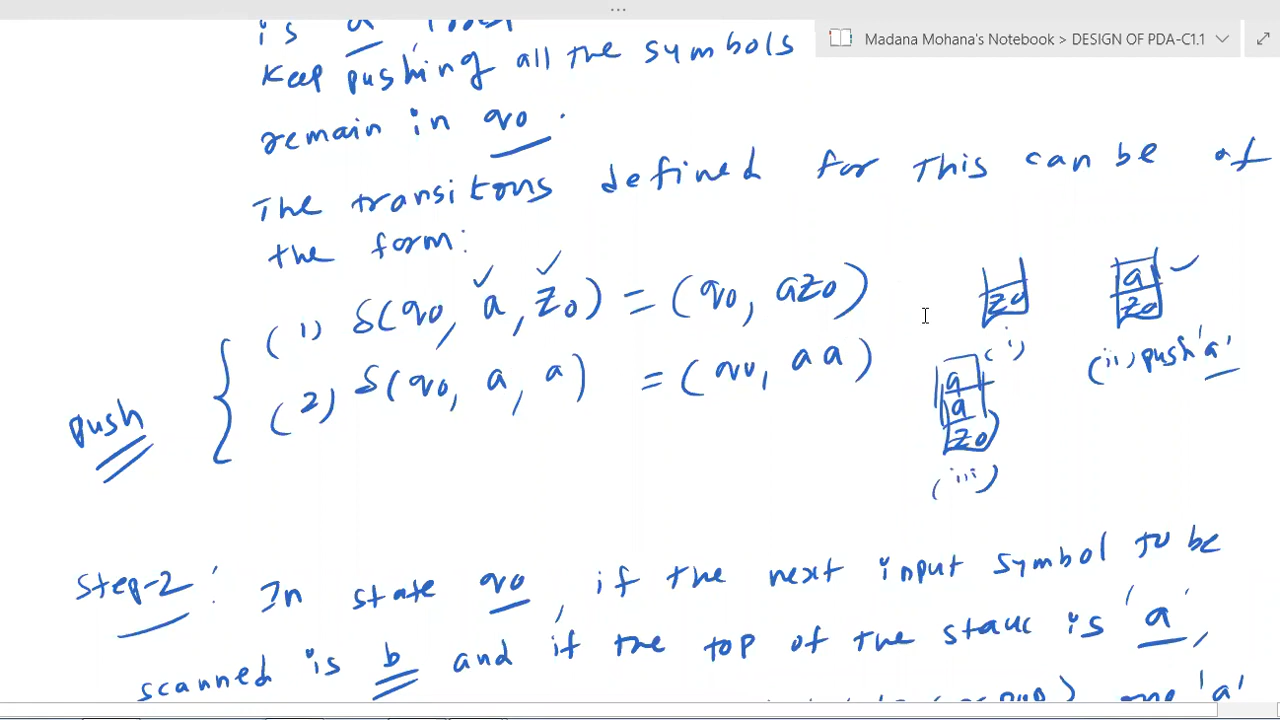 ...
Madana Mohana's Notebook > DESIGN OF PDA-C1.1
is a
Keep pushing all the symbols
remain in q0.
The transitons defined for This can be of
the form:
(1) δ(q0, a, z0) = (q0, az0)
(2) δ(q0, a, a) = (q0, aa)
push
z0
(i)
a
z0
(ii) push 'a'
a
a
z0
(iii)
Step-2: In state q0, if the next input symbol to be
scanned is b and if the top of the stack is 'a',
one 'a'